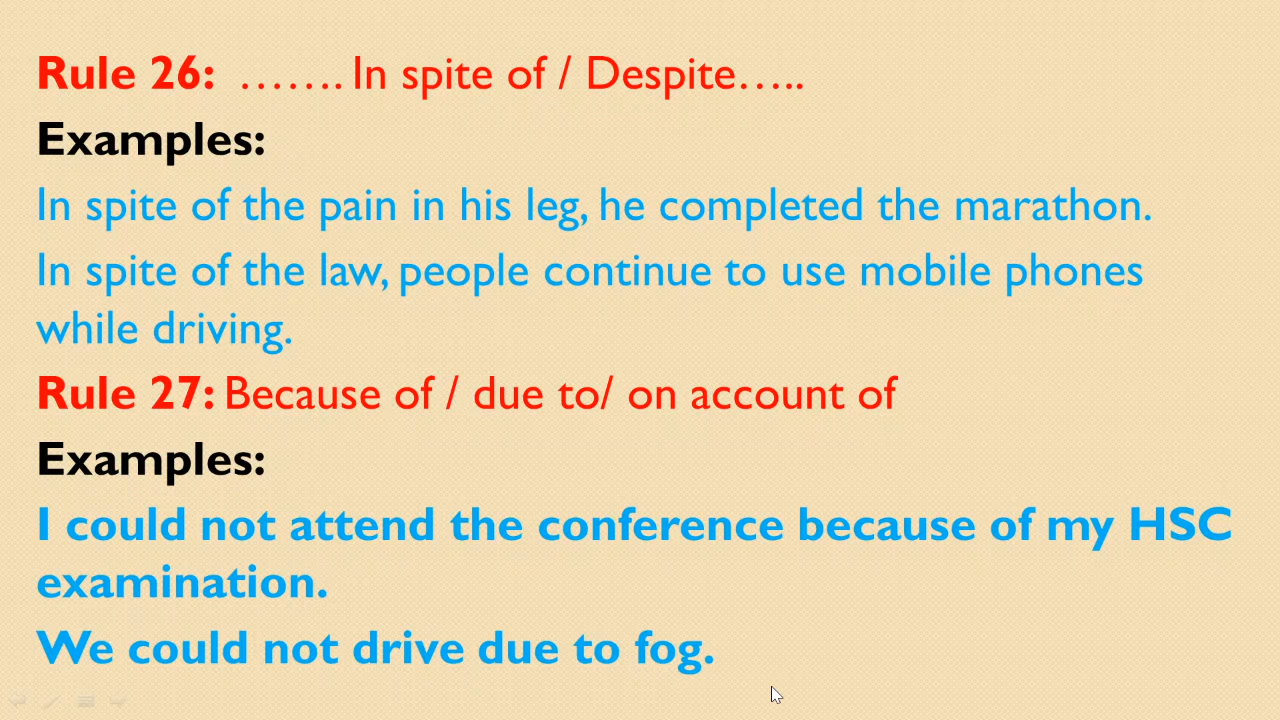 Rule 26:  ……. In spite of / Despite…..
Examples:
In spite of the pain in his leg, he completed the marathon.
In spite of the law, people continue to use mobile phones
while driving.
Rule 27: Because of / due to/ on account of
Examples:
I could not attend the conference because of my HSC
examination.
We could not drive due to fog.